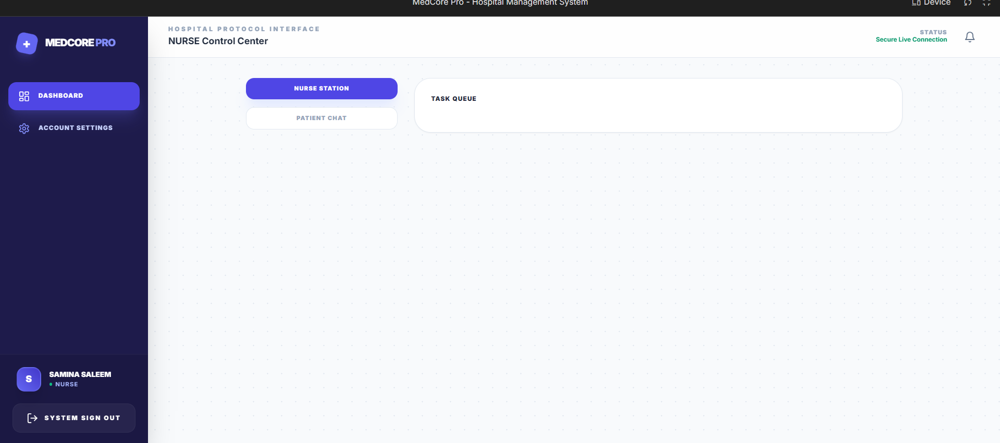 MedCore Pro - Hospital Management System
Device
MEDCORE PRO
HOSPITAL PROTOCOL INTERFACE
NURSE Control Center
STATUS
Secure Live Connection
DASHBOARD
ACCOUNT SETTINGS
NURSE STATION
PATIENT CHAT
TASK QUEUE
S
SAMINA SALEEM
NURSE
SYSTEM SIGN OUT